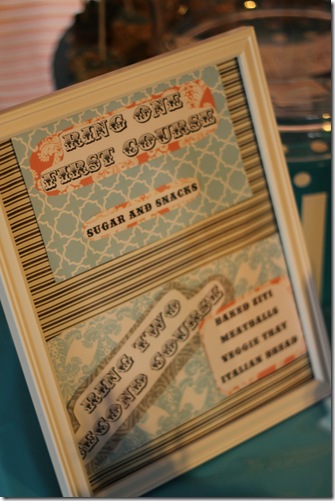 RING ONE
FIRST COURSE
SUGAR AND SNACKS
RING TWO
SECOND COURSE
BAKED ZITI
MEATBALLS
VEGGIE TRAY
ITALIAN BREAD